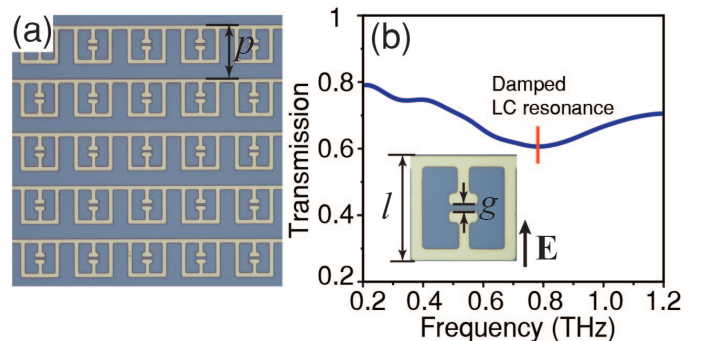 (a)
p
(b)
1
0.8
0.6
0.4
0.2
Transmission
Damped
LC resonance
l
g
E
0.2 0.4 0.6 0.8 1.0 1.2
Frequency (THz)